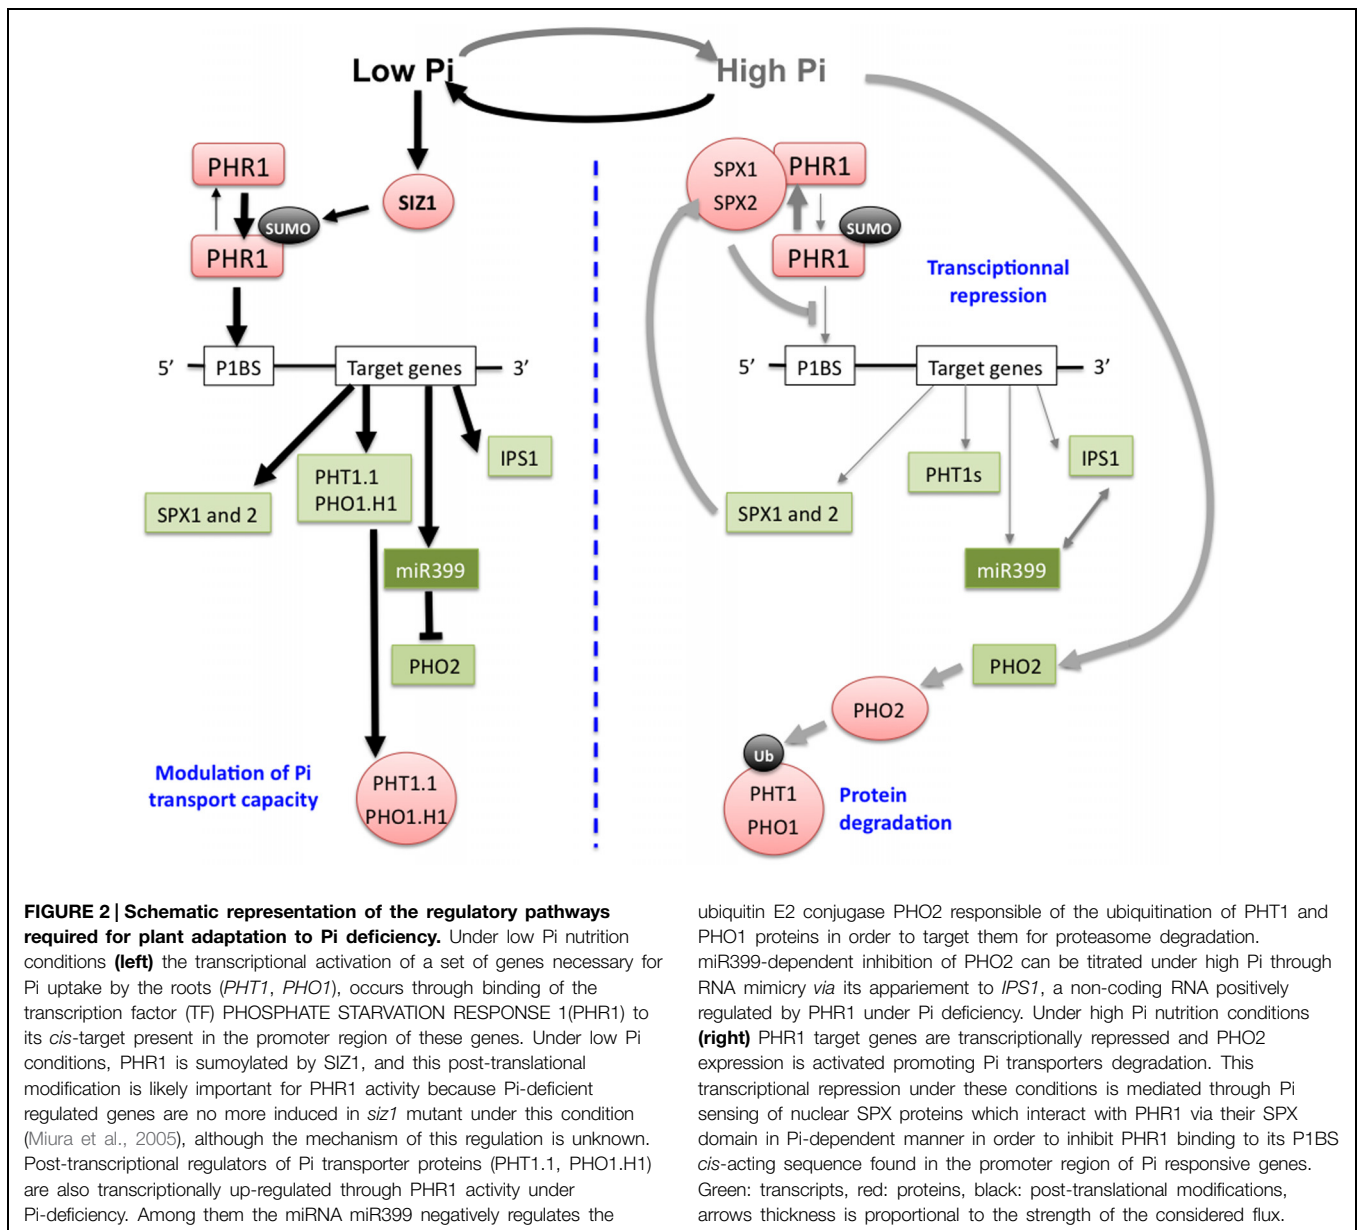 Low Pi
High Pi
PHR1
SIZ1
SUMO
PHR1
5’
P1BS
Target genes
3’
IPS1
PHT1.1
PHO1.H1
SPX1 and 2
miR399
PHO2
Modulation of Pi
transport capacity
PHT1.1
PHO1.H1
SPX1
SPX2
PHR1
SUMO
PHR1
Transciptionnal
repression
5’
P1BS
Target genes
3’
IPS1
PHT1s
SPX1 and 2
miR399
PHO2
PHO2
Ub
PHT1
PHO1
Protein
degradation
FIGURE 2 | Schematic representation of the regulatory pathways
required for plant adaptation to Pi deficiency. Under low Pi nutrition
conditions (left) the transcriptional activation of a set of genes necessary for
Pi uptake by the roots (PHT1, PHO1), occurs through binding of the
transcription factor (TF) PHOSPHATE STARVATION RESPONSE 1(PHR1) to
its cis-target present in the promoter region of these genes. Under low Pi
conditions, PHR1 is sumoylated by SIZ1, and this post-translational
modification is likely important for PHR1 activity because Pi-deficient
regulated genes are no more induced in siz1 mutant under this condition
(Miura et al., 2005), although the mechanism of this regulation is unknown.
Post-transcriptional regulators of Pi transporter proteins (PHT1.1, PHO1.H1)
are also transcriptionally up-regulated through PHR1 activity under
Pi-deficiency. Among them the miRNA miR399 negatively regulates the
ubiquitin E2 conjugase PHO2 responsible of the ubiquitination of PHT1 and
PHO1 proteins in order to target them for proteasome degradation.
miR399-dependent inhibition of PHO2 can be titrated under high Pi through
RNA mimicry via its appariement to IPS1, a non-coding RNA positively
regulated by PHR1 under Pi deficiency. Under high Pi nutrition conditions
(right) PHR1 target genes are transcriptionally repressed and PHO2
expression is activated promoting Pi transporters degradation. This
transcriptional repression under these conditions is mediated through Pi
sensing of nuclear SPX proteins which interact with PHR1 via their SPX
domain in Pi-dependent manner in order to inhibit PHR1 binding to its P1BS
cis-acting sequence found in the promoter region of Pi responsive genes.
Green: transcripts, red: proteins, black: post-translational modifications,
arrows thickness is proportional to the strength of the considered flux.